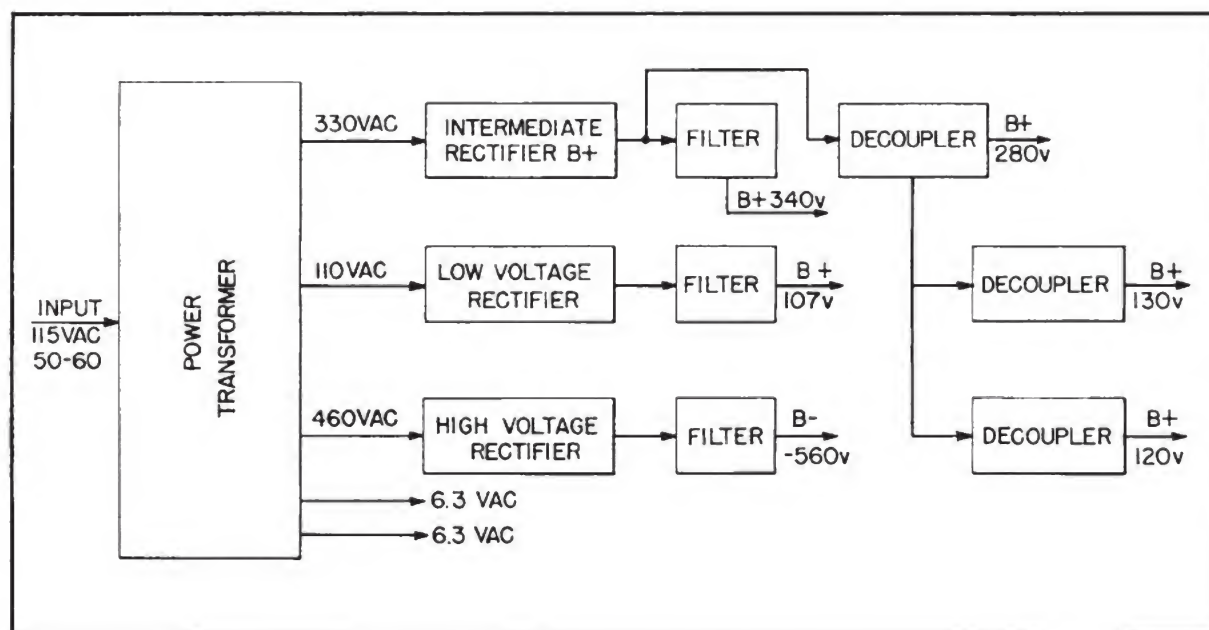 330VAC
INTERMEDIATE
RECTIFIER B+
FILTER
DECOUPLER
B+
280v
B+340v
110VAC
LOW VOLTAGE
RECTIFIER
FILTER
B+
107v
DECOUPLER
B+
130v
INPUT
115VAC
50-60
POWER
TRANSFORMER
460VAC
HIGH VOLTAGE
RECTIFIER
FILTER
B-
-560v
DECOUPLER
B+
120v
6.3 VAC
6.3 VAC